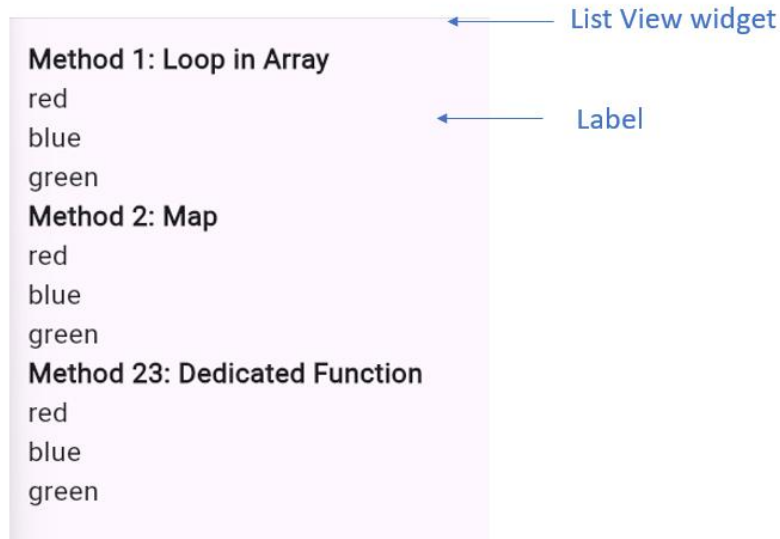 List View widget
Method 1: Loop in Array
red
Label
blue
green
Method 2: Map
red
blue
green
Method 23: Dedicated Function
red
blue
green